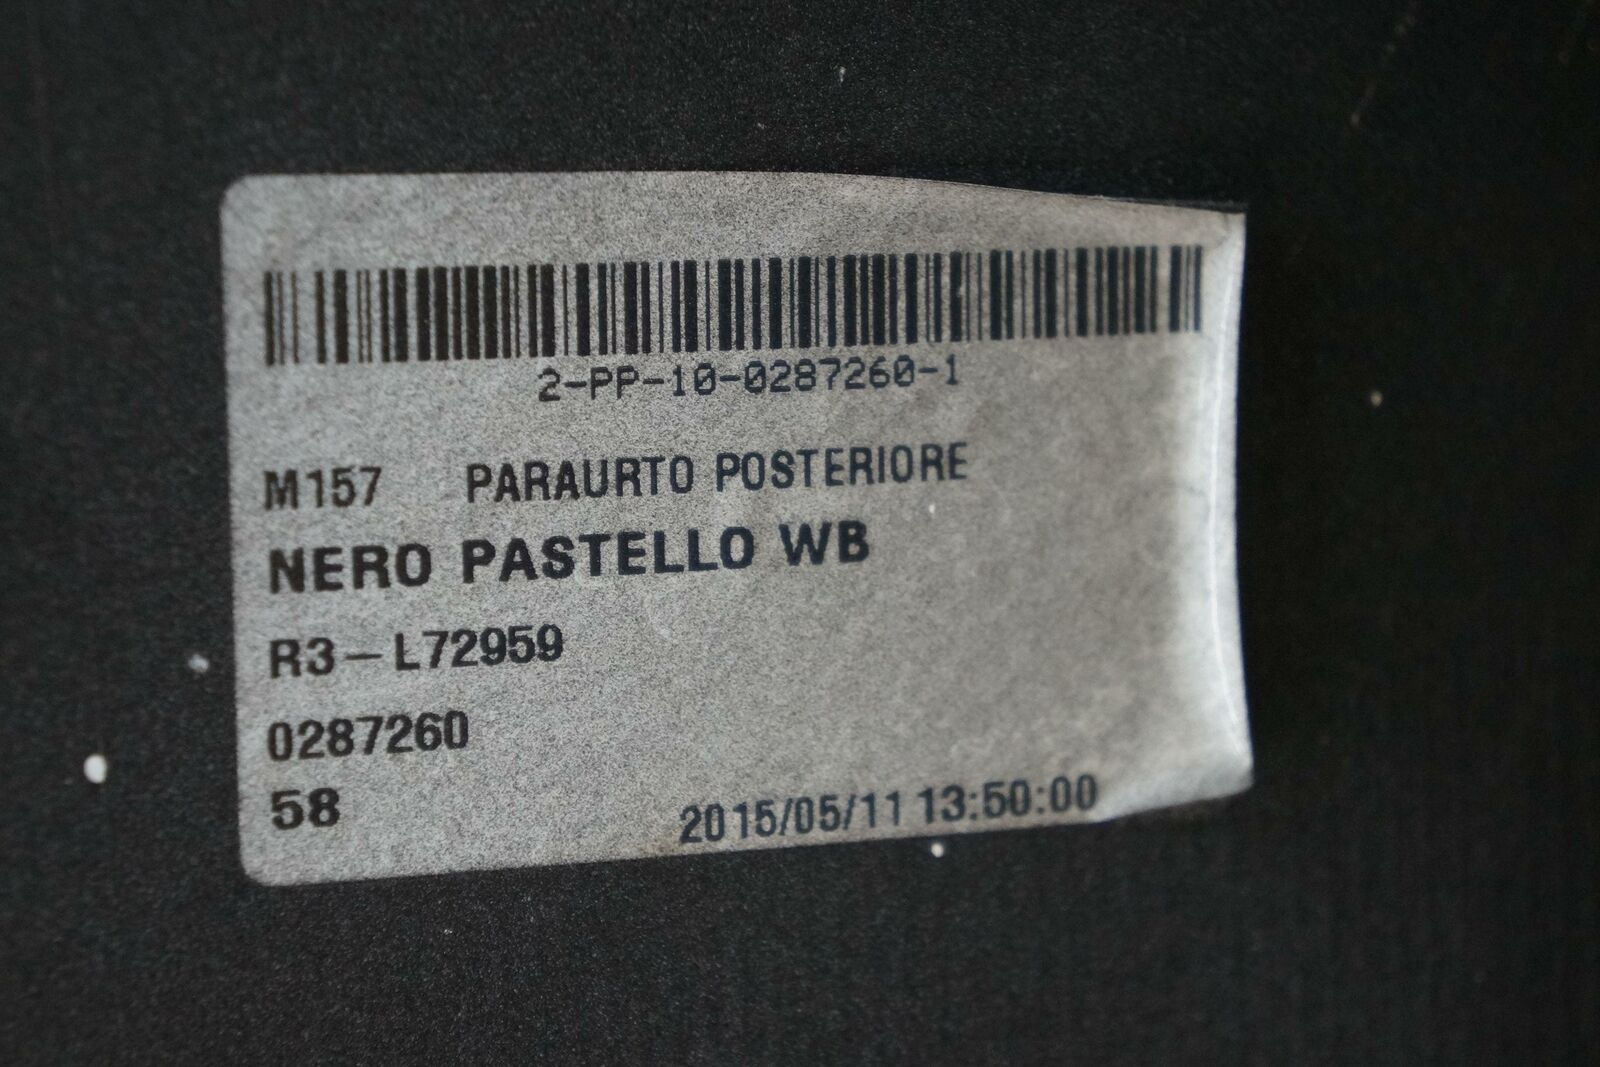 2-PP-10-0287260-1
M157 PARAURTO POSTERIORE
NERO PASTELLO WB
R3-L72959
0287260
58 2015/05/11 13:50:00